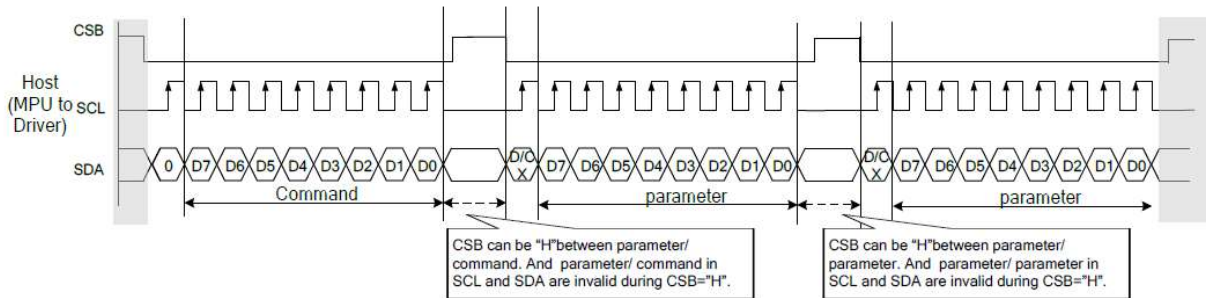 CSB
Host
(MPU to
Driver)
SCL
SDA
0 D7 D6 D5 D4 D3 D2 D1 D0 D/C X D7 D6 D5 D4 D3 D2 D1 D0 D/C X D7 D6 D5 D4 D3 D2 D1 D0
Command parameter parameter
CSB can be “H”between parameter/
command. And parameter/ command in
SCL and SDA are invalid during CSB=”H”.
CSB can be “H”between parameter/
parameter. And parameter/ parameter in
SCL and SDA are invalid during CSB=”H”.